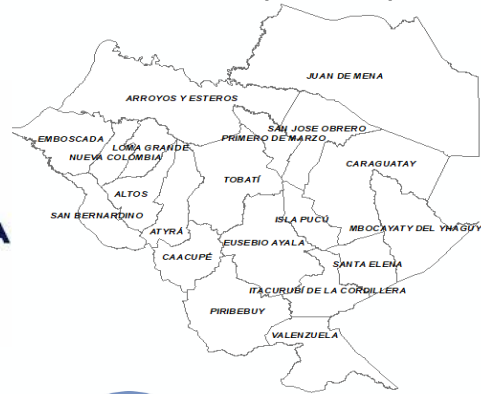 JUAN DE MENA
ARROYOS Y ESTEROS
SAN JOSE OBRERO
EMBOSCADA
PRIMERO DE MARZO
LOMA GRANDE
NUEVA COLOMBIA
CARAGUATAY
TOBATÍ
ALTOS
SAN BERNARDINO
ISLA PUCÚ
MBOCAYATY DEL YHAGUY
ATYRÁ
EUSEBIO AYALA
CAACUPÉ
SANTA ELENA
ITACURUBÍ DE LA CORDILLERA
PIRIBEBUY
VALENZUELA